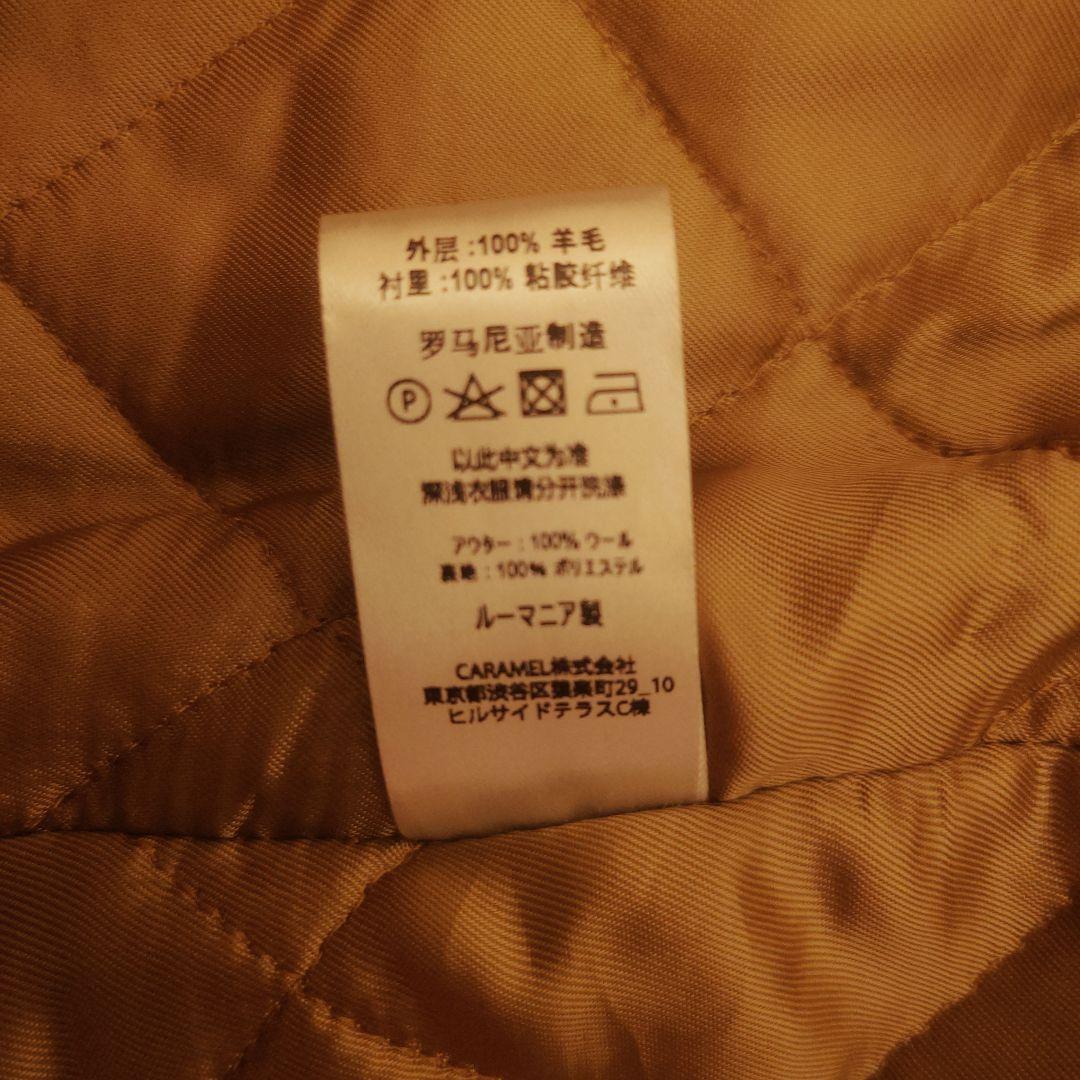 外层 :100% 羊毛
衬里 :100% 粘胶纤维
罗马尼亚制造
P
以此中文为准
深浅衣服请分开洗涤
アウター : 100% ウール
裏地 : 100% ポリエステル
ルーマニア製
CARAMEL株式会社
東京都渋谷区猿楽町29_10
ヒルサイドテラスC棟